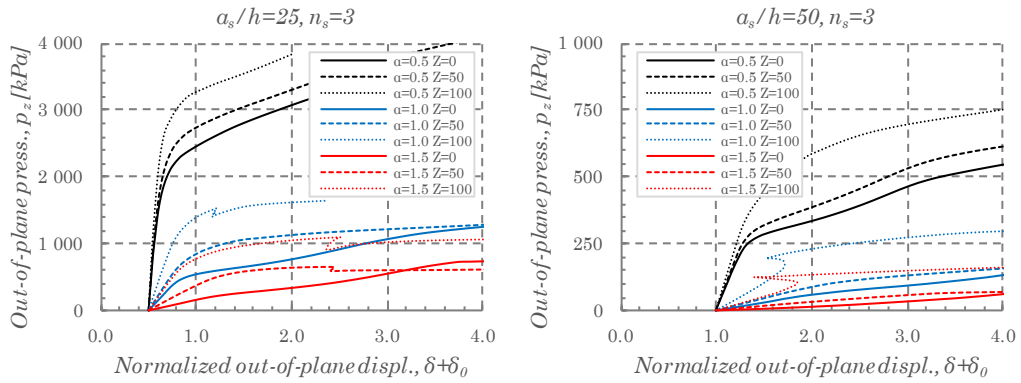 a_s/h=25, n_s=3
Out-of-plane press., p_z [kPa]
4 000
3 000
2 000
1 000
0
α=0.5 Z=0
α=0.5 Z=50
α=0.5 Z=100
α=1.0 Z=0
α=1.0 Z=50
α=1.0 Z=100
α=1.5 Z=0
α=1.5 Z=50
α=1.5 Z=100
0.0 1.0 2.0 3.0 4.0
Normalized out-of-plane displ., δ+δ_0
a_s/h=50, n_s=3
Out-of-plane press., p_z [kPa]
1 000
750
500
250
0
α=0.5 Z=0
α=0.5 Z=50
α=0.5 Z=100
α=1.0 Z=0
α=1.0 Z=50
α=1.0 Z=100
α=1.5 Z=0
α=1.5 Z=50
α=1.5 Z=100
0.0 1.0 2.0 3.0 4.0
Normalized out-of-plane displ., δ+δ_0